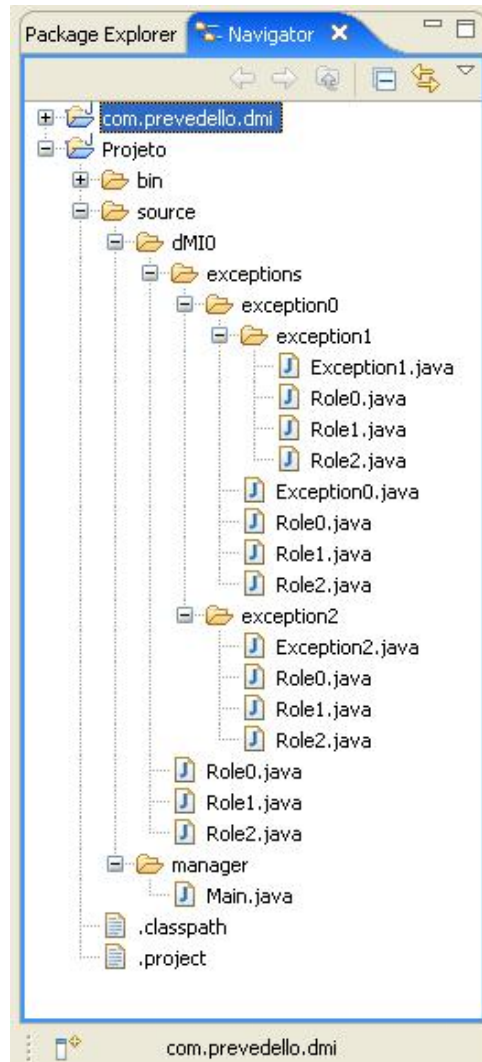 Package Explorer Navigator
com.prevedello.dmi
Projeto
bin
source
dMI0
exceptions
exception0
exception1
Exception1.java
Role0.java
Role1.java
Role2.java
Exception0.java
Role0.java
Role1.java
Role2.java
exception2
Exception2.java
Role0.java
Role1.java
Role2.java
Role0.java
Role1.java
Role2.java
manager
Main.java
.classpath
.project
com.prevedello.dmi